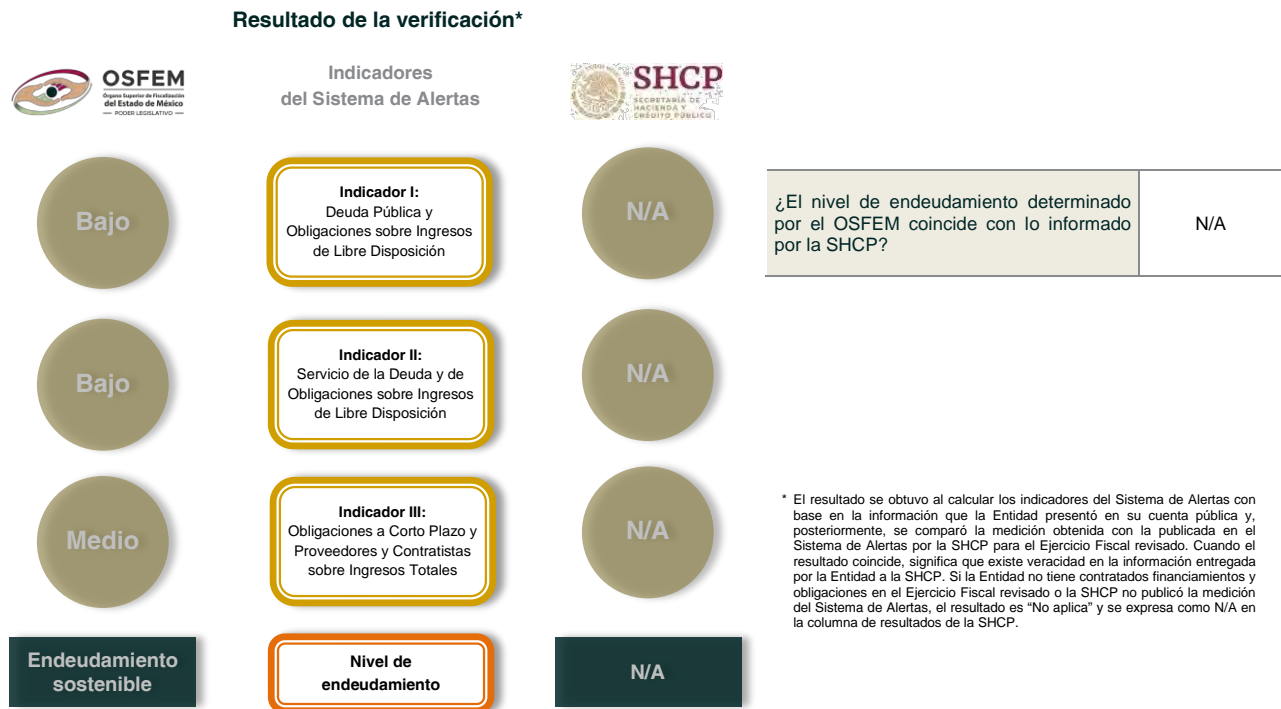 Resultado de la verificación*
OSFEM
Órgano Superior de Fiscalización
del Estado de México
PODER LEGISLATIVO
Indicadores
del Sistema de Alertas
SHCP
SECRETARÍA DE
HACIENDA Y
CRÉDITO PÚBLICO
Bajo
Indicador I:
Deuda Pública y
Obligaciones sobre Ingresos
de Libre Disposición
N/A
¿El nivel de endeudamiento determinado
por el OSFEM coincide con lo informado
por la SHCP?
N/A
Bajo
Indicador II:
Servicio de la Deuda y de
Obligaciones sobre Ingresos
de Libre Disposición
N/A
Medio
Indicador III:
Obligaciones a Corto Plazo y
Proveedores y Contratistas
sobre Ingresos Totales
N/A
* El resultado se obtuvo al calcular los indicadores del Sistema de Alertas con
base en la información que la Entidad presentó en su cuenta pública y,
posteriormente, se comparó la medición obtenida con la publicada en el
Sistema de Alertas por la SHCP para el Ejercicio Fiscal revisado. Cuando el
resultado coincide, significa que existe veracidad en la información entregada
por la Entidad a la SHCP. Si la Entidad no tiene contratados financiamientos y
obligaciones en el Ejercicio Fiscal revisado o la SHCP no publicó la medición
del Sistema de Alertas, el resultado es “No aplica” y se expresa como N/A en
la columna de resultados de la SHCP.
Endeudamiento
sostenible
Nivel de
endeudamiento
N/A